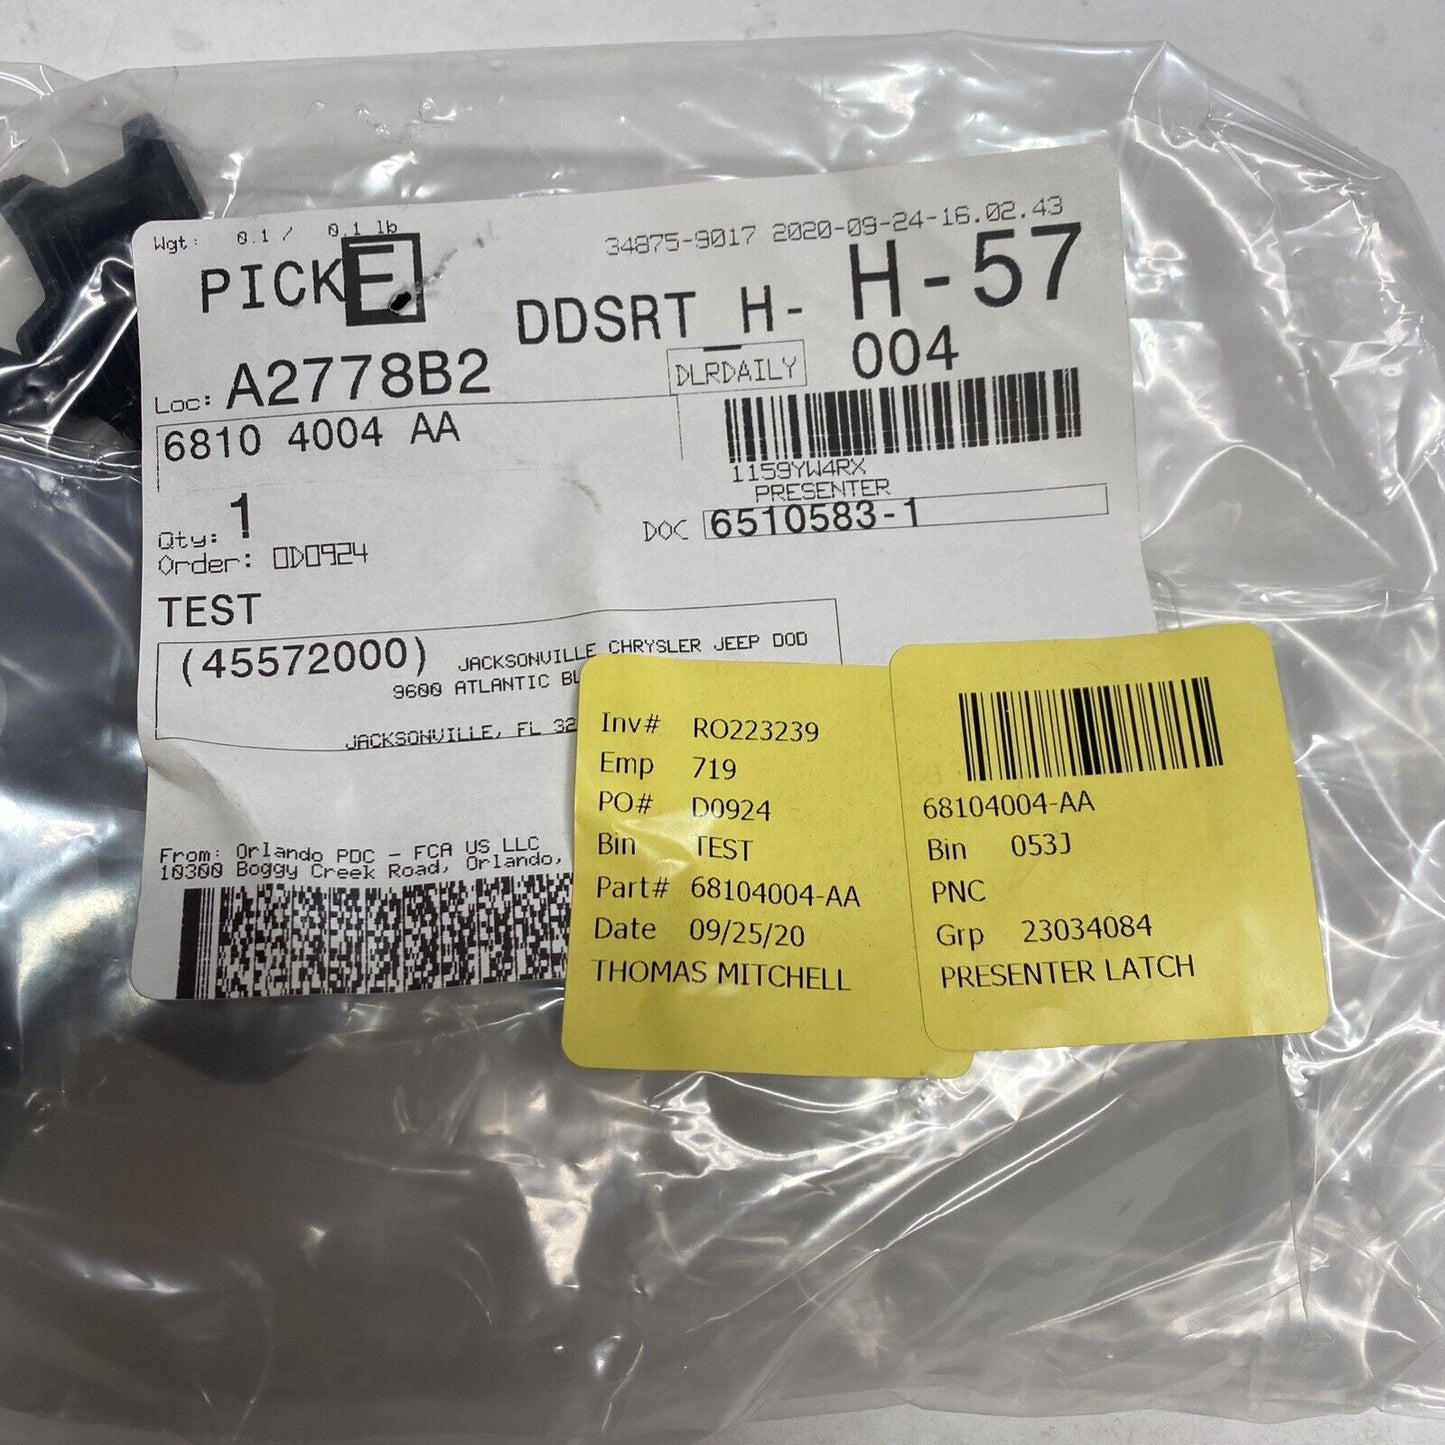 Wgt: 0.1 / 0.1 lb
34875-9017 2020-09-24-16.02.43
PICK E
DDSRT H- H-57
Loc: A2778B2
DLRDAILY
004
6810 4004 AA
1159YW4RX
PRESENTER
Qty: 1
DOC 6510583-1
Order: 0D0924
TEST
(45572000) JACKSONVILLE CHRYSLER JEEP DOD
9600 ATLANTIC
JACKSONVILLE, FL
From: Orlando PDC - FCA US LLC
10300 Boggy Creek Road, Orlando,
Inv# RO223239
Emp 719
PO# D0924
Bin TEST
Part# 68104004-AA
Date 09/25/20
THOMAS MITCHELL
68104004-AA
Bin 053J
PNC
Grp 23034084
PRESENTER LATCH